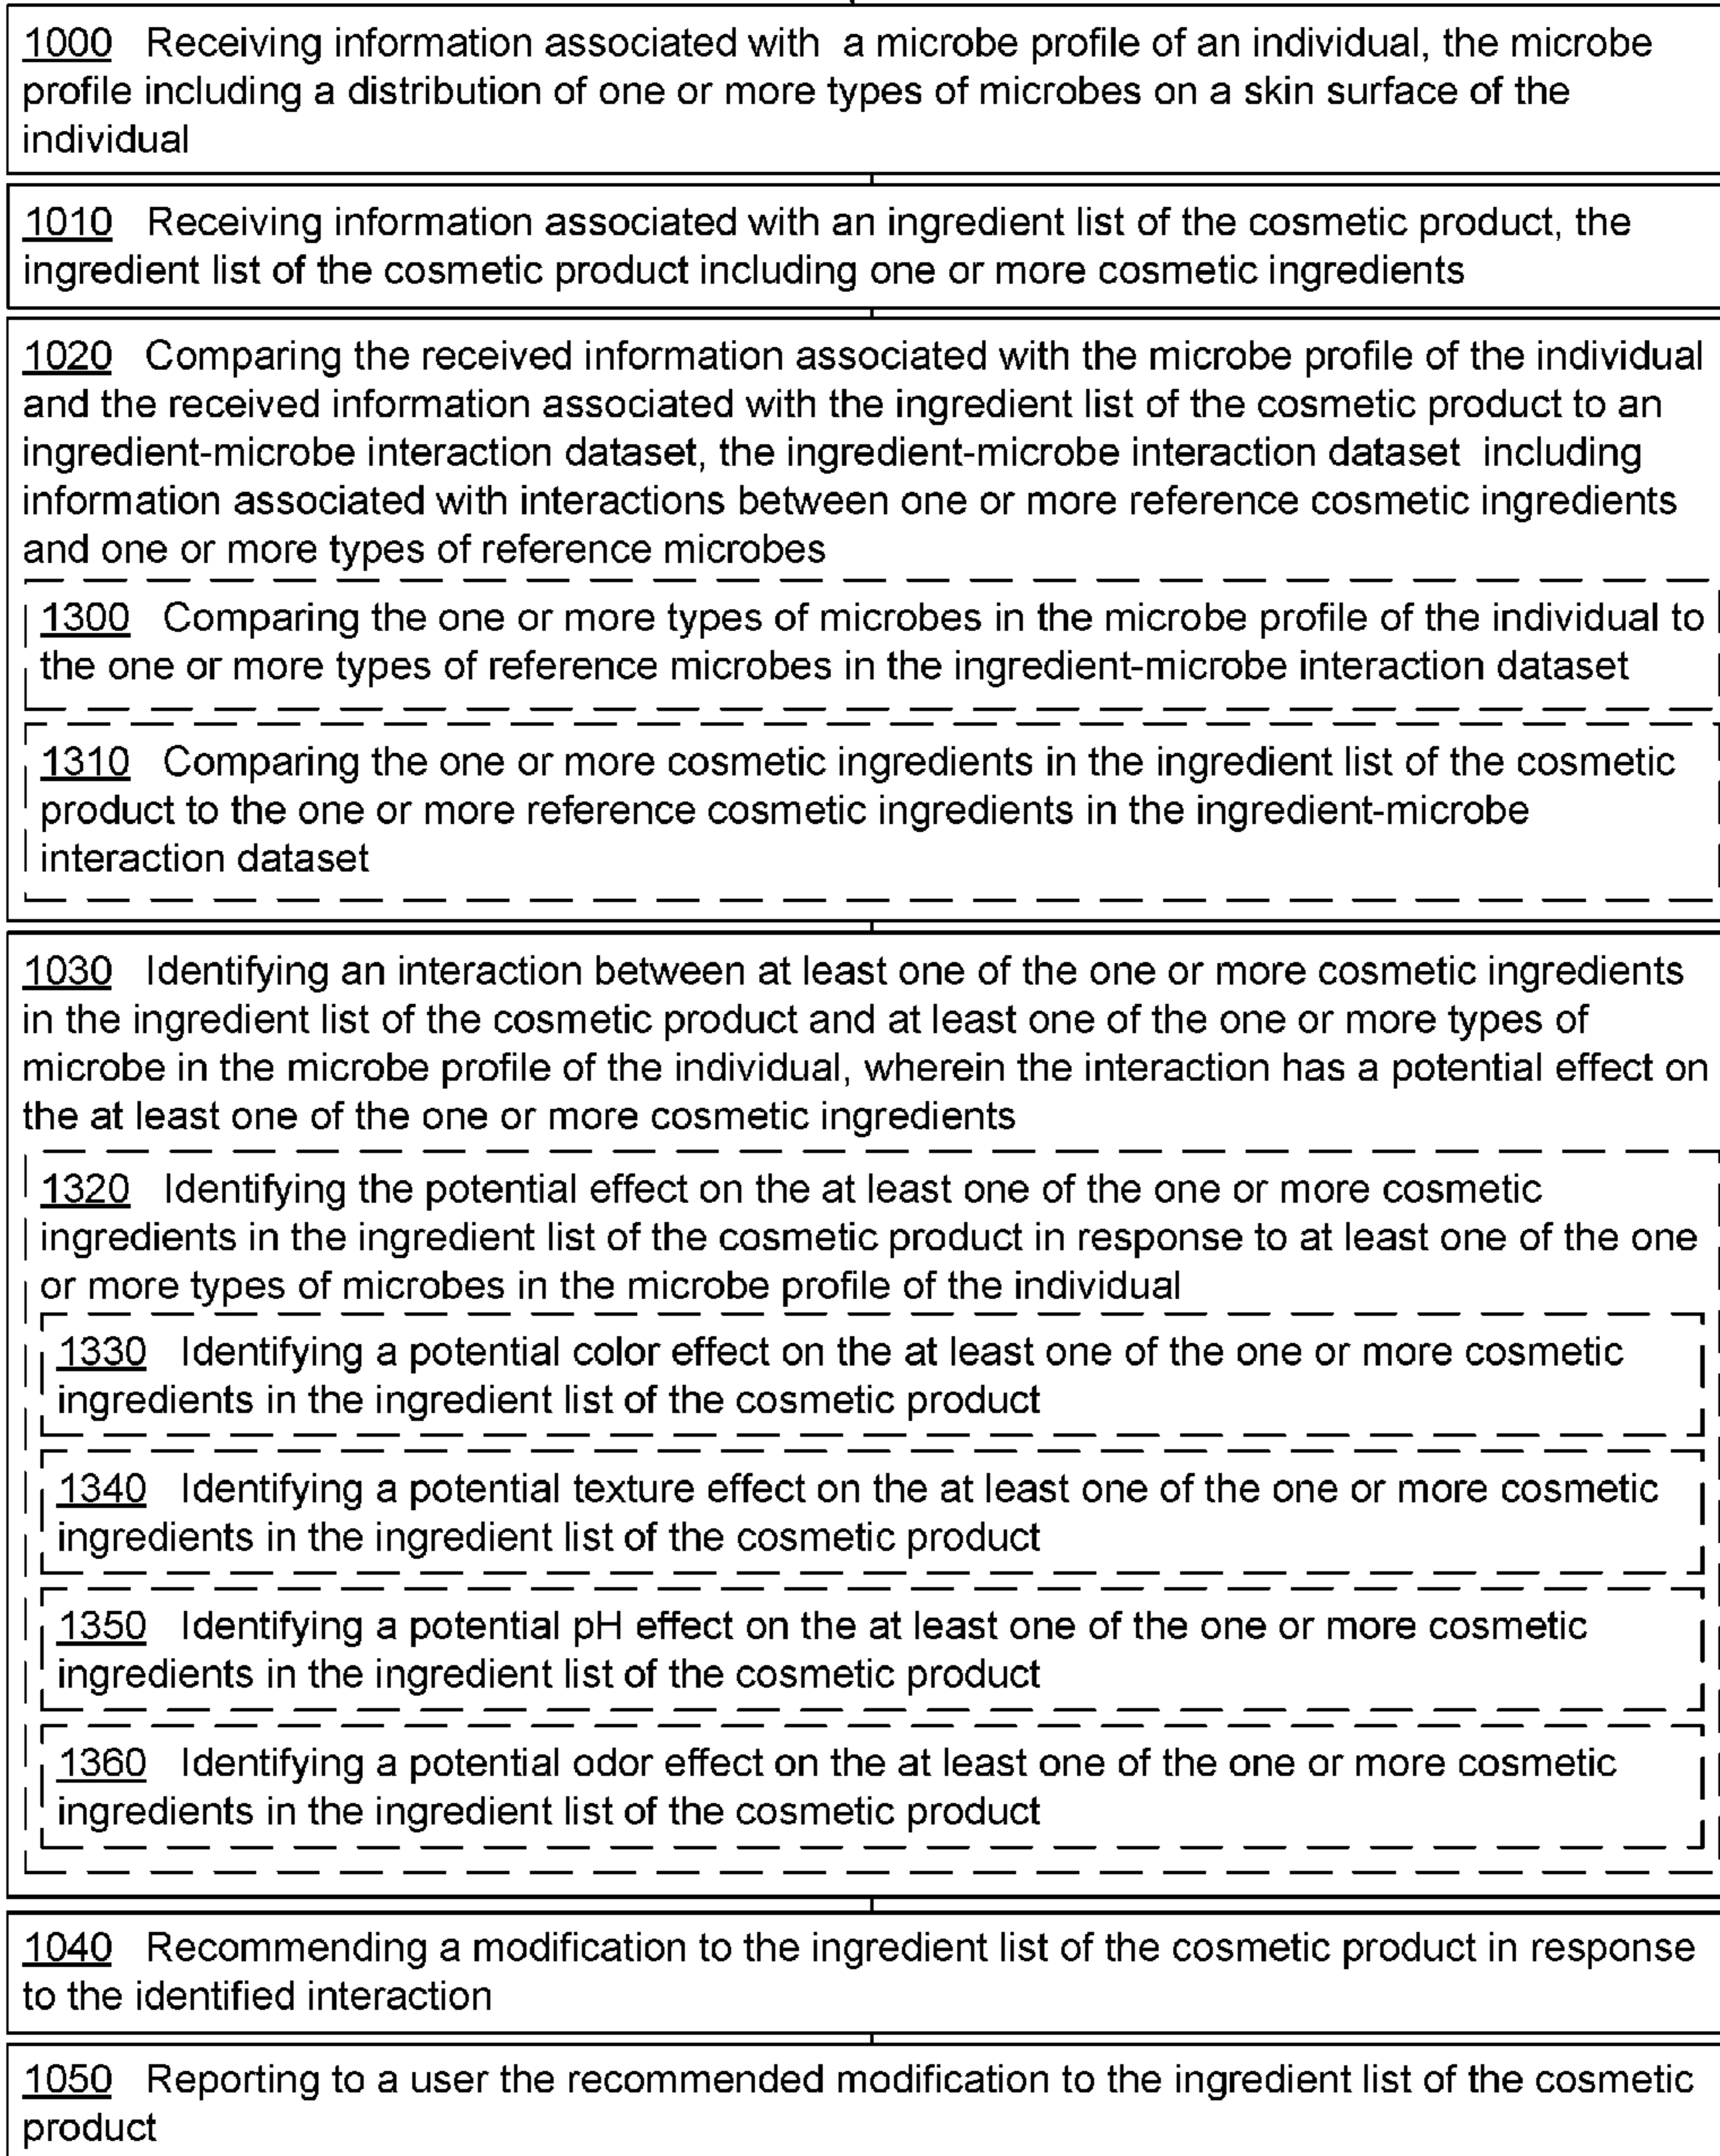 1000 Receiving information associated with a microbe profile of an individual, the microbe
profile including a distribution of one or more types of microbes on a skin surface of the
individual
1010 Receiving information associated with an ingredient list of the cosmetic product, the
ingredient list of the cosmetic product including one or more cosmetic ingredients
1020 Comparing the received information associated with the microbe profile of the individual
and the received information associated with the ingredient list of the cosmetic product to an
ingredient-microbe interaction dataset, the ingredient-microbe interaction dataset including
information associated with interactions between one or more reference cosmetic ingredients
and one or more types of reference microbes
1300 Comparing the one or more types of microbes in the microbe profile of the individual to
the one or more types of reference microbes in the ingredient-microbe interaction dataset
1310 Comparing the one or more cosmetic ingredients in the ingredient list of the cosmetic
product to the one or more reference cosmetic ingredients in the ingredient-microbe
interaction dataset
1030 Identifying an interaction between at least one of the one or more cosmetic ingredients
in the ingredient list of the cosmetic product and at least one of the one or more types of
microbe in the microbe profile of the individual, wherein the interaction has a potential effect on
the at least one of the one or more cosmetic ingredients
1320 Identifying the potential effect on the at least one of the one or more cosmetic
ingredients in the ingredient list of the cosmetic product in response to at least one of the one
or more types of microbes in the microbe profile of the individual
1330 Identifying a potential color effect on the at least one of the one or more cosmetic
ingredients in the ingredient list of the cosmetic product
1340 Identifying a potential texture effect on the at least one of the one or more cosmetic
ingredients in the ingredient list of the cosmetic product
1350 Identifying a potential pH effect on the at least one of the one or more cosmetic
ingredients in the ingredient list of the cosmetic product
1360 Identifying a potential odor effect on the at least one of the one or more cosmetic
ingredients in the ingredient list of the cosmetic product
1040 Recommending a modification to the ingredient list of the cosmetic product in response
to the identified interaction
1050 Reporting to a user the recommended modification to the ingredient list of the cosmetic
product